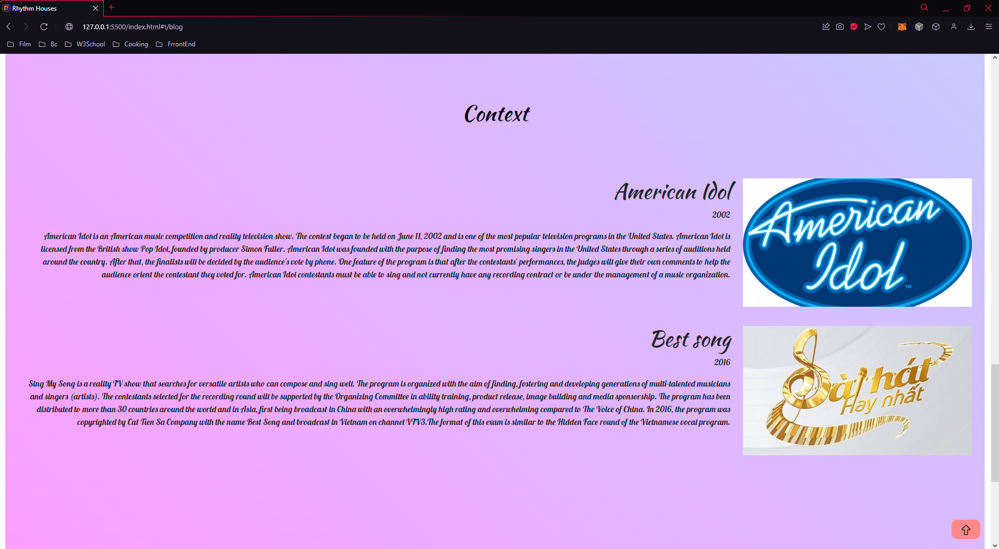 Rhythm Houses
127.0.0.1:5500/index.html#!/blog
Film Bc W3School Cooking FrrontEnd
Context
American Idol
2002
American Idol is an American music competition and reality television show. The contest began to be held on June 11, 2002 and is one of the most popular television programs in the United States. American Idol is
licensed from the British show Pop Idol, founded by producer Simon Fuller. American Idol was founded with the purpose of finding the most promising singers in the United States through a series of auditions held
around the country. After that, the finalists will be decided by the audience's vote by phone. One feature of the program is that after the contestants' performances, the judges will give their own comments to help the
audience orient the contestant they voted for. American Idol contestants must be able to sing and not currently have any recording contract or be under the management of a music organization.
American
Idol
TM
Best song
2016
Sing My Song is a reality TV show that searches for versatile artists who can compose and sing well. The program is organized with the aim of finding, fostering and developing generations of multi-talented musicians
and singers (artists). The contestants selected for the recording round will be supported by the Organizing Committee in ability training, product release, image building and media sponsorship. The program has been
distributed to more than 30 countries around the world and in Asia, first being broadcast in China with an overwhelmingly high rating and overwhelming compared to The Voice of China. In 2016, the program was
copyrighted by Cat Tien Sa Company with the name Best Song and broadcast in Vietnam on channel VTV3.The format of this exam is similar to the Hidden Face round of the Vietnamese vocal program.
Bài hát
Hay nhất